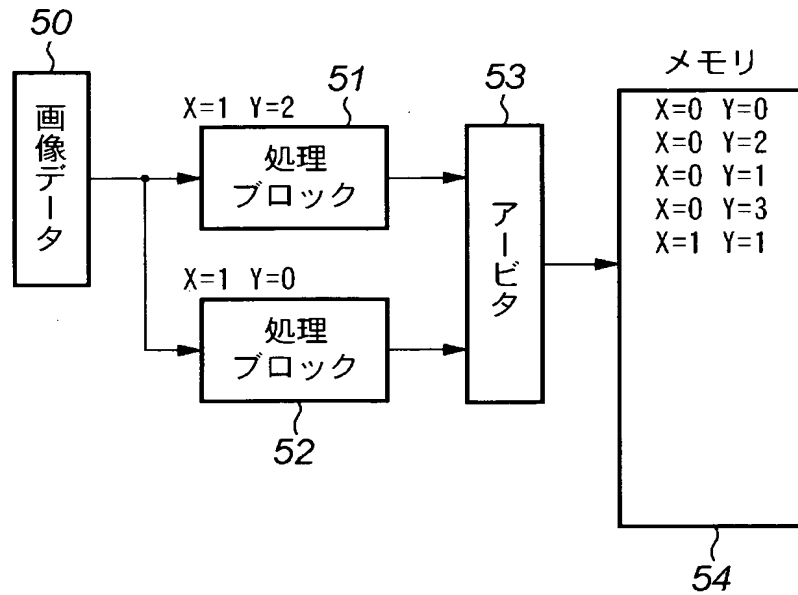 50
画像データ
X=1 Y=2
51
処理
ブロック
X=1 Y=0
処理
ブロック
52
53
アービタ
メモリ
X=0 Y=0
X=0 Y=2
X=0 Y=1
X=0 Y=3
X=1 Y=1
54